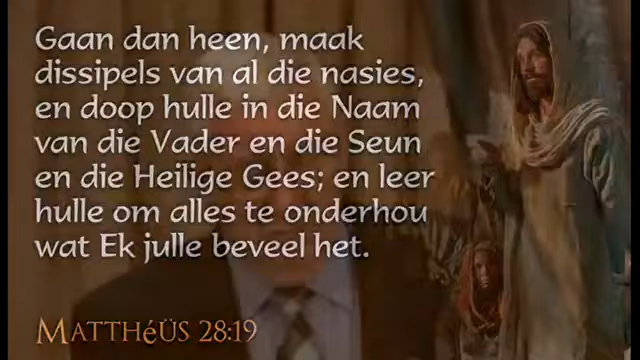 Gaan dan heen, maak
dissipels van al die nasies,
en doop hulle in die Naam
van die Vader en die Seun
en die Heilige Gees; en leer
hulle om alles te onderhou
wat Ek julle beveel het.
Matthéüs 28:19